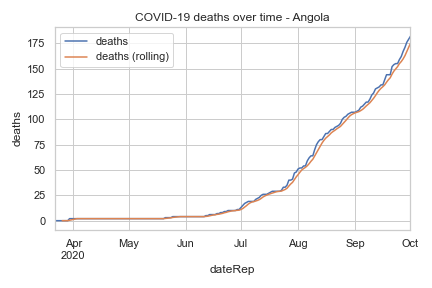 COVID-19 deaths over time - Angola
deaths
deaths (rolling)
175
150
125
100
75
50
25
0
deaths
Apr May Jun Jul Aug Sep Oct
2020
dateRep